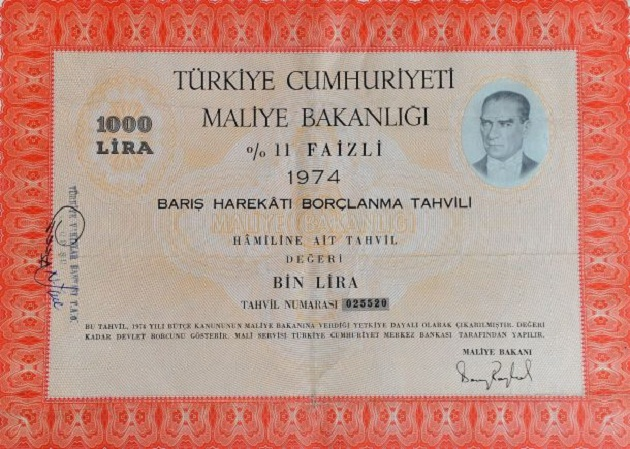 TÜRKİYE CUMHURİYETİ
MALİYE BAKANLIĞI
1000
LİRA
% 11 FAİZLİ
1974
BARIŞ HAREKÂTI BORÇLANMA TAHVİLİ
MALİYE BAKANLIĞI
HÂMİLİNE AİT TAHVİL
DEĞERİ
BİN LİRA
TAHVİL NUMARASI 025520
BU TAHVİL, 1974 YILI BÜTÇE KANUNUNUN MALİYE BAKANINA VERDİĞİ YETKİYE DAYALI OLARAK ÇIKARILMIŞTIR. DEĞERİ
KADAR DEVLET BORCUNU GÖSTERİR. MALİ SERVİSİ TÜRKİYE CUMHURİYET MERKEZ BANKASI TARAFINDAN YAPILIR.
MALİYE BAKANI
TÜRKİYE